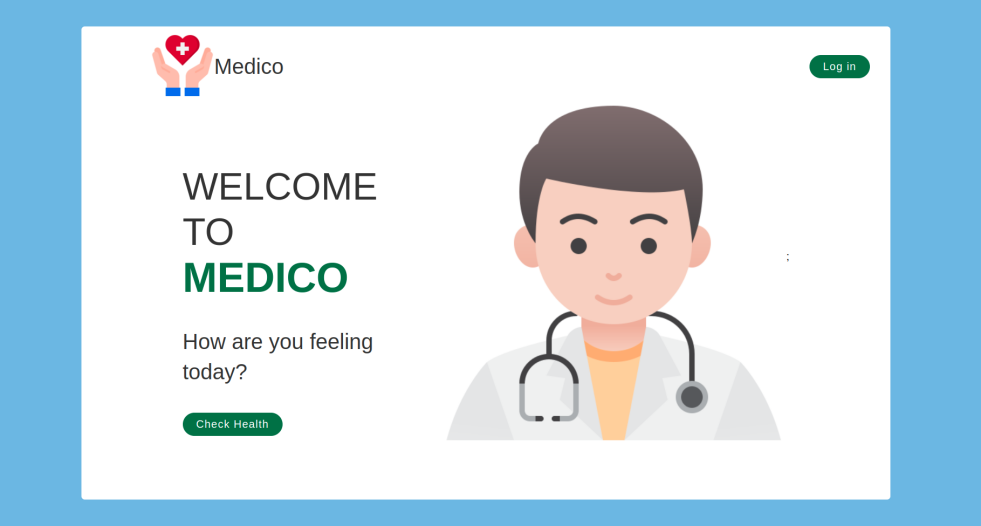 Medico
Log in
WELCOME
TO
MEDICO
;
How are you feeling
today?
Check Health